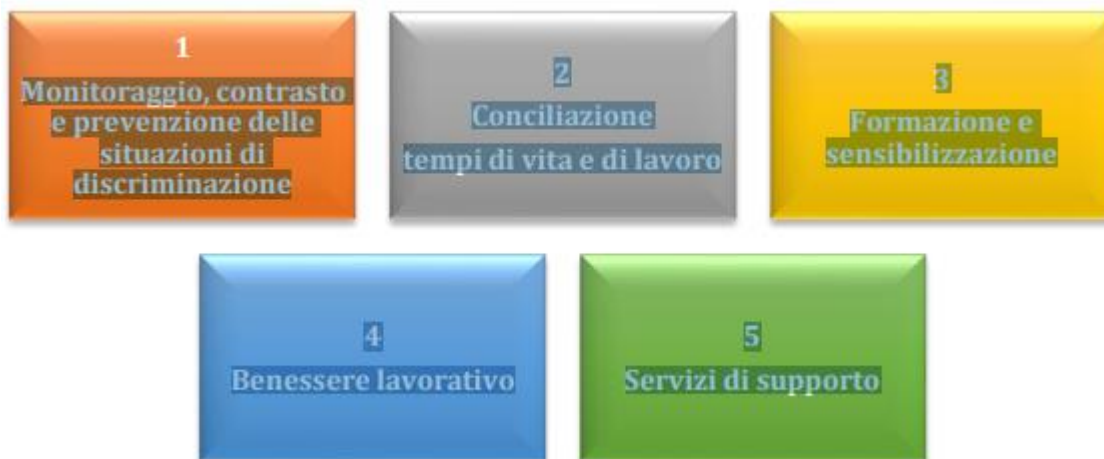 1
Monitoraggio, contrasto
e prevenzione delle
situazioni di
discriminazione
2
Conciliazione
tempi di vita e di lavoro
3
Formazione e
sensibilizzazione
4
Benessere lavorativo
5
Servizi di supporto